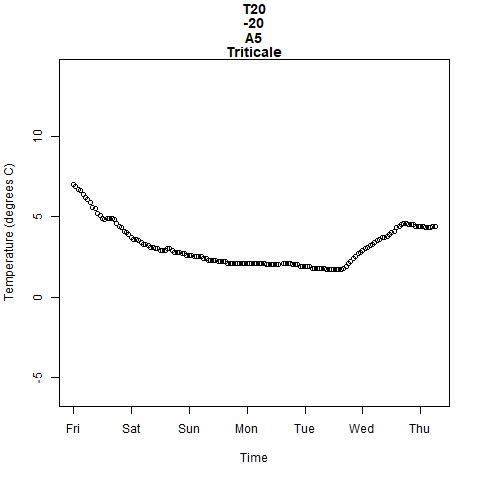 T20
-20
A5
Triticale
Temperature (degrees C)
10
5
0
-5
Fri Sat Sun Mon Tue Wed Thu
Time